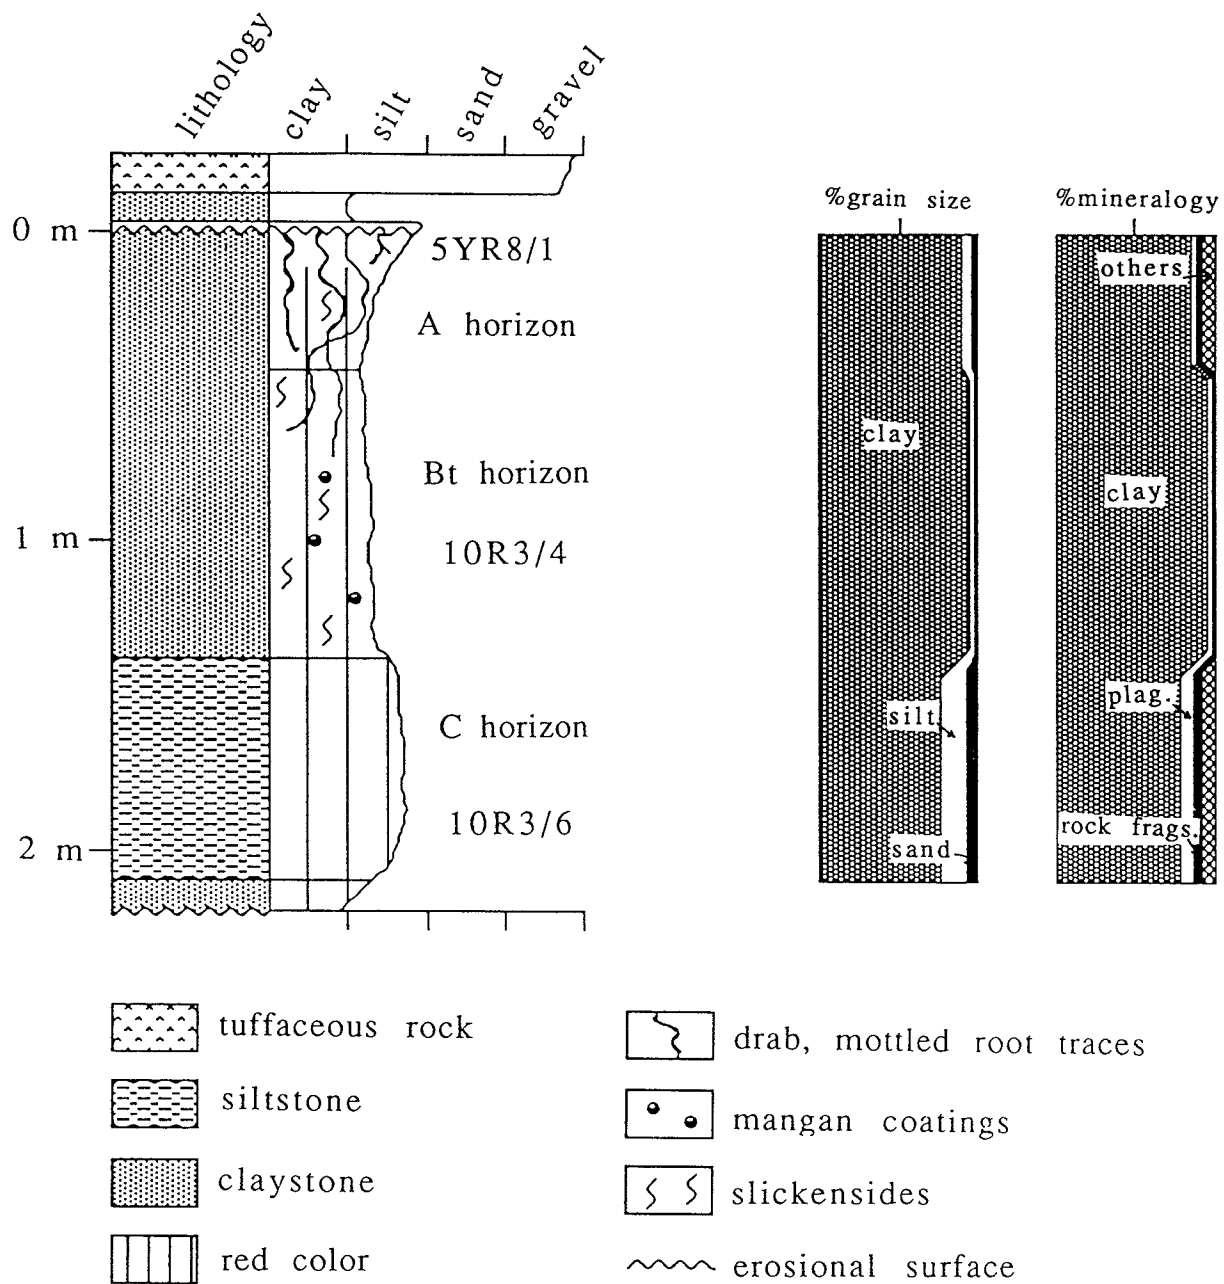 lithology
clay
silt
sand
gravel
%grain size
%mineralogy
0 m
5YR8/1
others
A horizon
clay
Bt horizon
clay
1 m
10R3/4
plag.
silt
C horizon
10R3/6
rock frags.
2 m
sand
tuffaceous rock
drab, mottled root traces
siltstone
mangan coatings
claystone
slickensides
red color
erosional surface